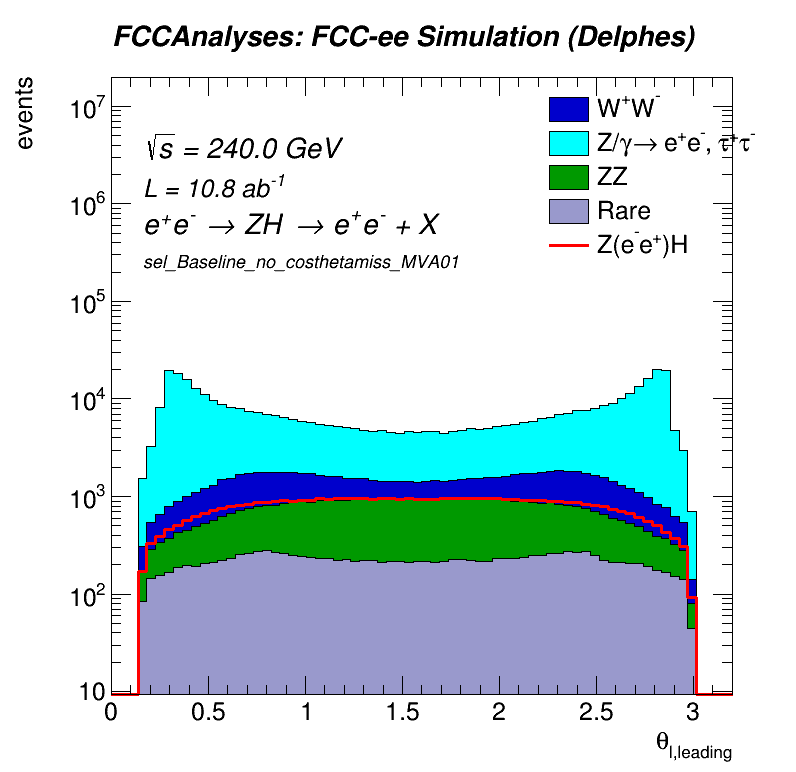 FCCAnalyses: FCC-ee Simulation (Delphes)
events
10⁷
10⁶
10⁵
10⁴
10³
10²
10
√s = 240.0 GeV
L = 10.8 ab⁻¹
e⁺e⁻ → ZH → e⁺e⁻ + X
sel_Baseline_no_costhetamiss_MVA01
W⁺W⁻
Z/γ→ e⁺e⁻, τ⁺τ⁻
ZZ
Rare
Z(e⁻e⁺)H
0 0.5 1 1.5 2 2.5 3
θl,leading